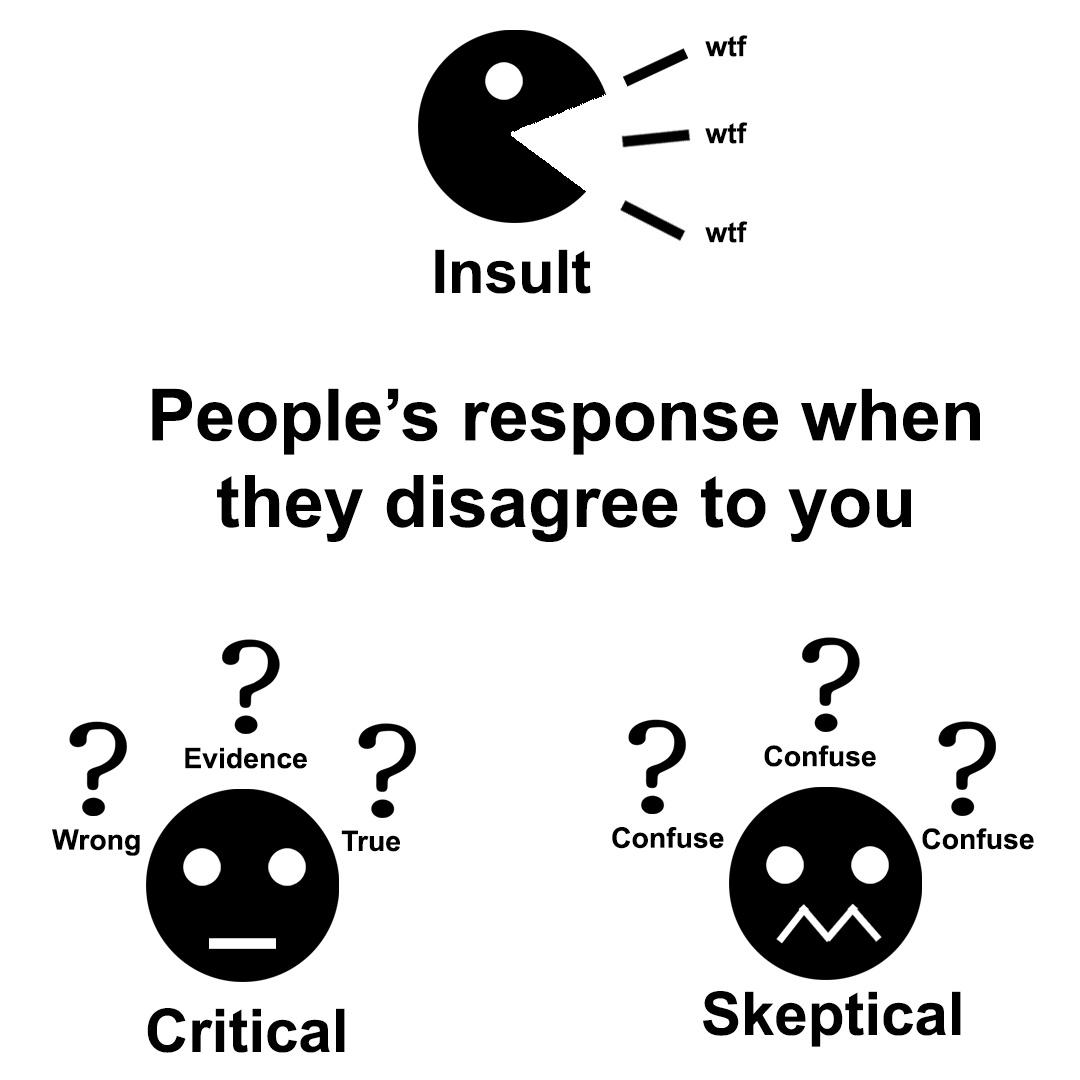 wtf
wtf
wtf
Insult
People’s response when
they disagree to you
?
?
?
Evidence
Wrong
True
Critical
?
?
?
Confuse
Confuse
Confuse
Skeptical